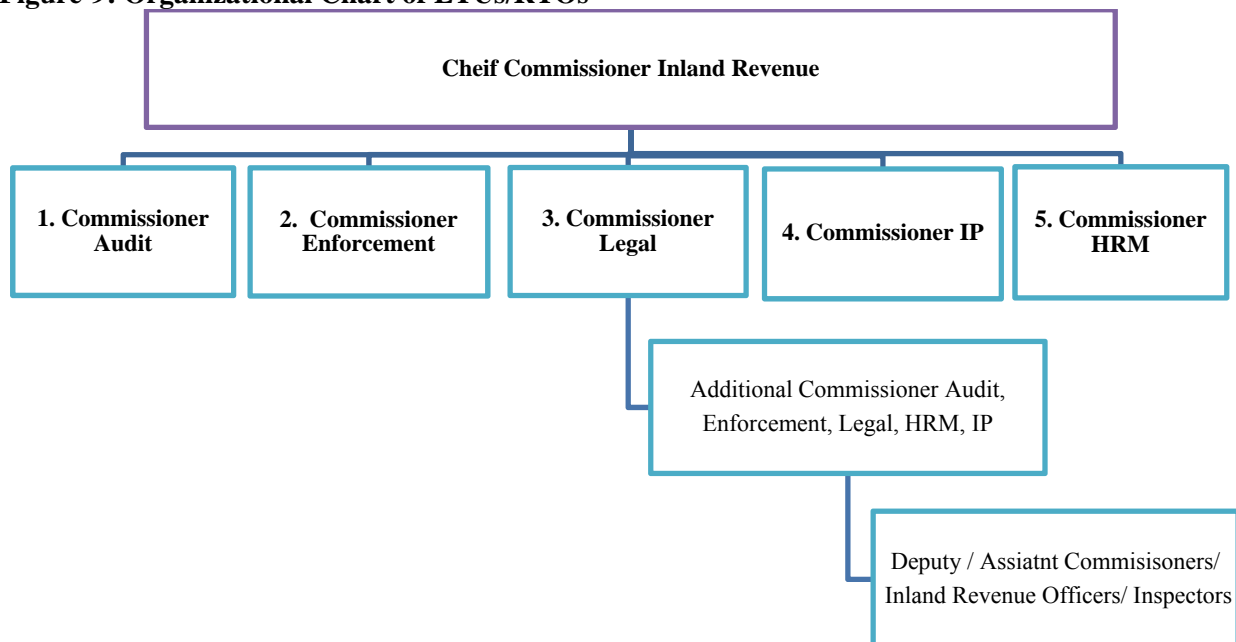 Figure 9: Organizational Chart of LTUs/RTOs
Cheif Commissioner Inland Revenue
1. Commissioner
Audit
2. Commissioner
Enforcement
3. Commissioner
Legal
4. Commissioner IP
5. Commissioner
HRM
Additional Commissioner Audit,
Enforcement, Legal, HRM, IP
Deputy / Assiatnt Commisisoners/
Inland Revenue Officers/ Inspectors